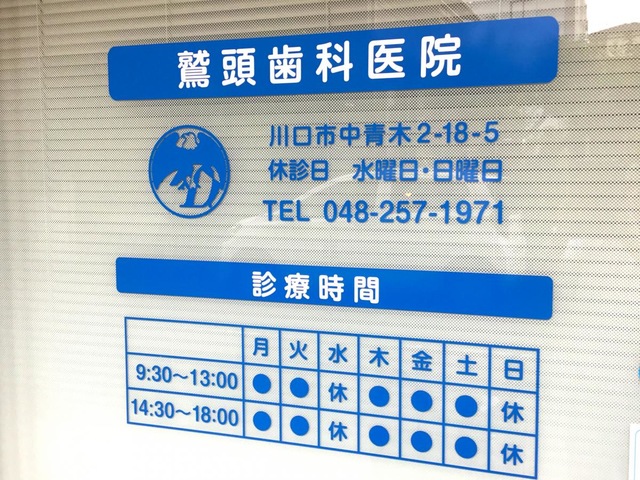 鷲頭歯科医院
川口市中青木2-18-5
休診日 水曜日・日曜日
TEL 048-257-1971
診療時間
月 火 水 木 金 土 日
9:30〜13:00 ● ● 休 ● ● ● 休
14:30〜18:00 ● ● 休 ● ● ● 休